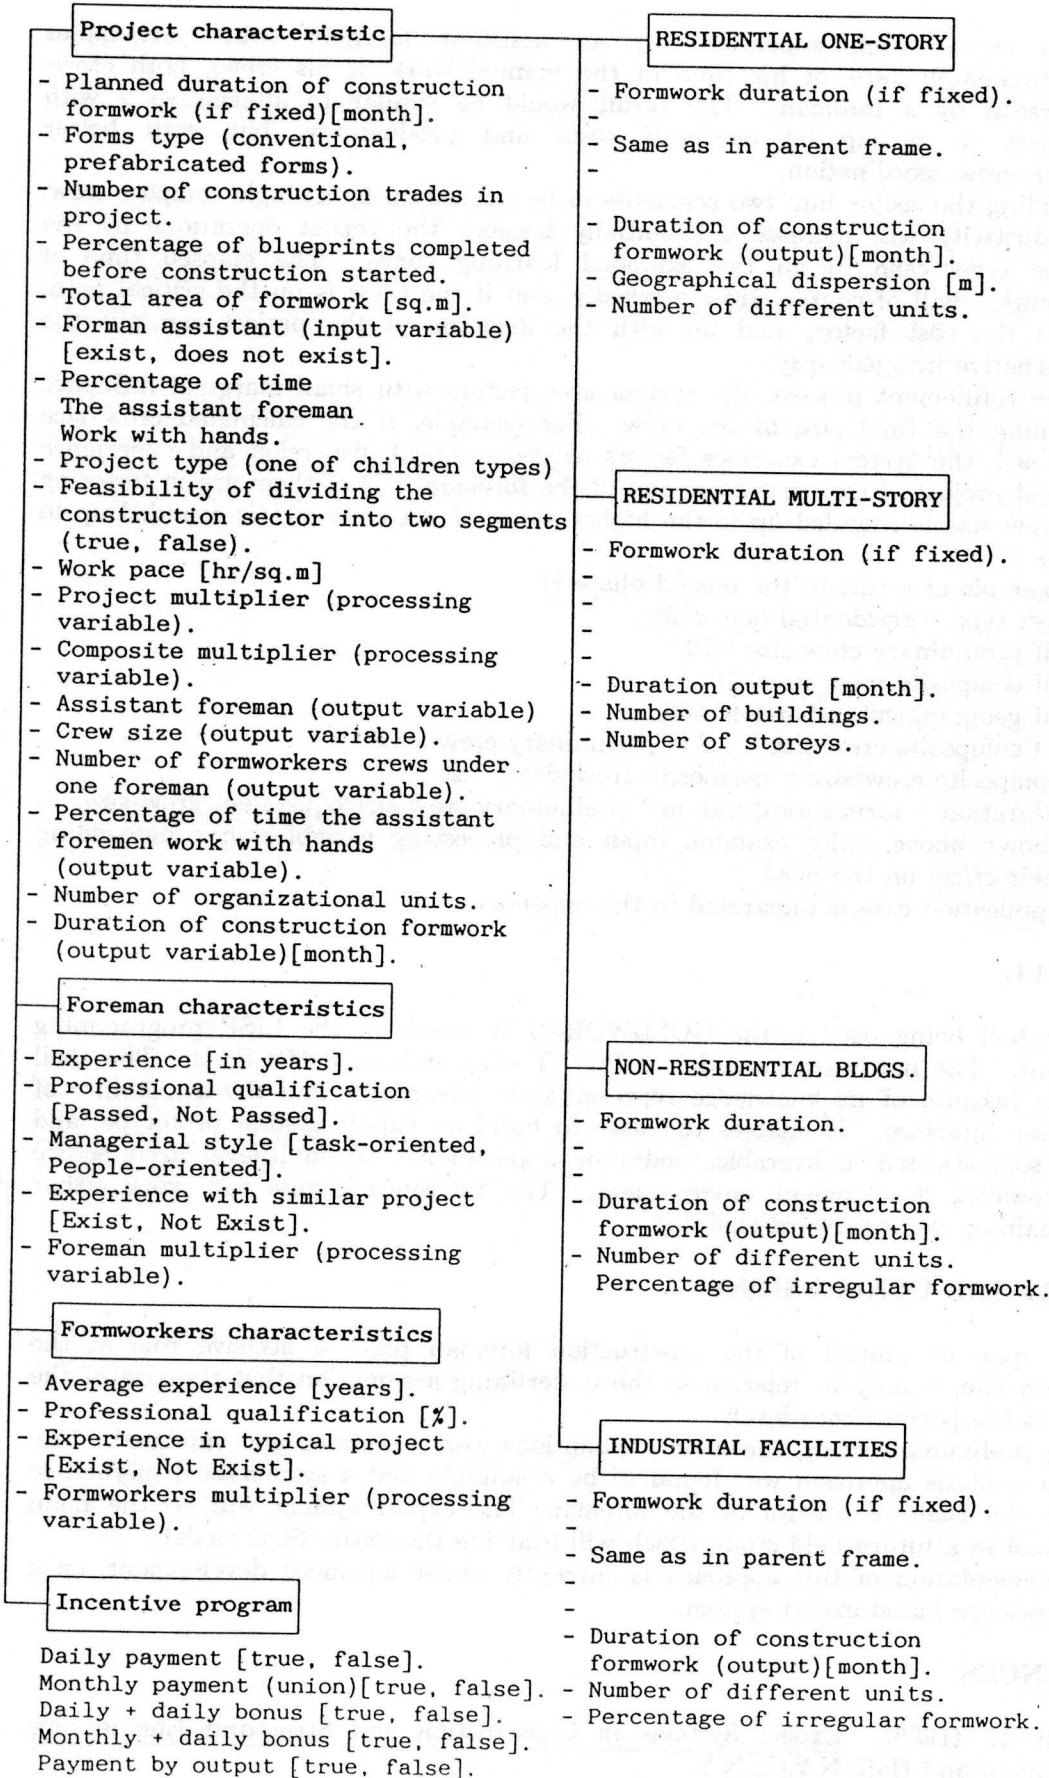 Project characteristic
- Planned duration of construction
formwork (if fixed)[month].
- Forms type (conventional,
prefabricated forms).
- Number of construction trades in
project.
- Percentage of blueprints completed
before construction started.
- Total area of formwork [sq.m].
- Forman assistant (input variable)
[exist, does not exist].
- Percentage of time
The assistant foreman
Work with hands.
- Project type (one of children types)
- Feasibility of dividing the
construction sector into two segments
(true, false).
- Work pace [hr/sq.m]
- Project multiplier (processing
variable).
- Composite multiplier (processing
variable).
- Assistant foreman (output variable)
- Crew size (output variable).
- Number of formworkers crews under
one foreman (output variable).
- Percentage of time the assistant
foremen work with hands
(output variable).
- Number of organizational units.
- Duration of construction formwork
(output variable)[month].
Foreman characteristics
- Experience [in years].
- Professional qualification
[Passed, Not Passed].
- Managerial style [task-oriented,
People-oriented].
- Experience with similar project
[Exist, Not Exist].
- Foreman multiplier (processing
variable).
Formworkers characteristics
- Average experience [years].
- Professional qualification [%].
- Experience in typical project
[Exist, Not Exist].
- Formworkers multiplier (processing
variable).
Incentive program
Daily payment [true, false].
Monthly payment (union)[true, false].
Daily + daily bonus [true, false].
Monthly + daily bonus [true, false].
Payment by output [true, false].
RESIDENTIAL ONE-STORY
- Formwork duration (if fixed)
-
- Same as in parent frame.
-
-
- Duration of construction
formwork (output)[month].
- Geographical dispersion [m].
- Number of different units.
RESIDENTIAL MULTI-STORY
- Formwork duration (if fixed).
-
-
-
-
- Duration output [month].
- Number of buildings.
- Number of storeys.
NON-RESIDENTIAL BLDGS
- Formwork duration.
-
-
- Duration of construction
formwork (output)[month].
- Number of different units.
Percentage of irregular formwork.
INDUSTRIAL FACILITIES
- Formwork duration (if fixed).
-
- Same as in parent frame.
-
-
- Duration of construction
formwork (output)[month].
- Number of different units.
- Percentage of irregular formwork.